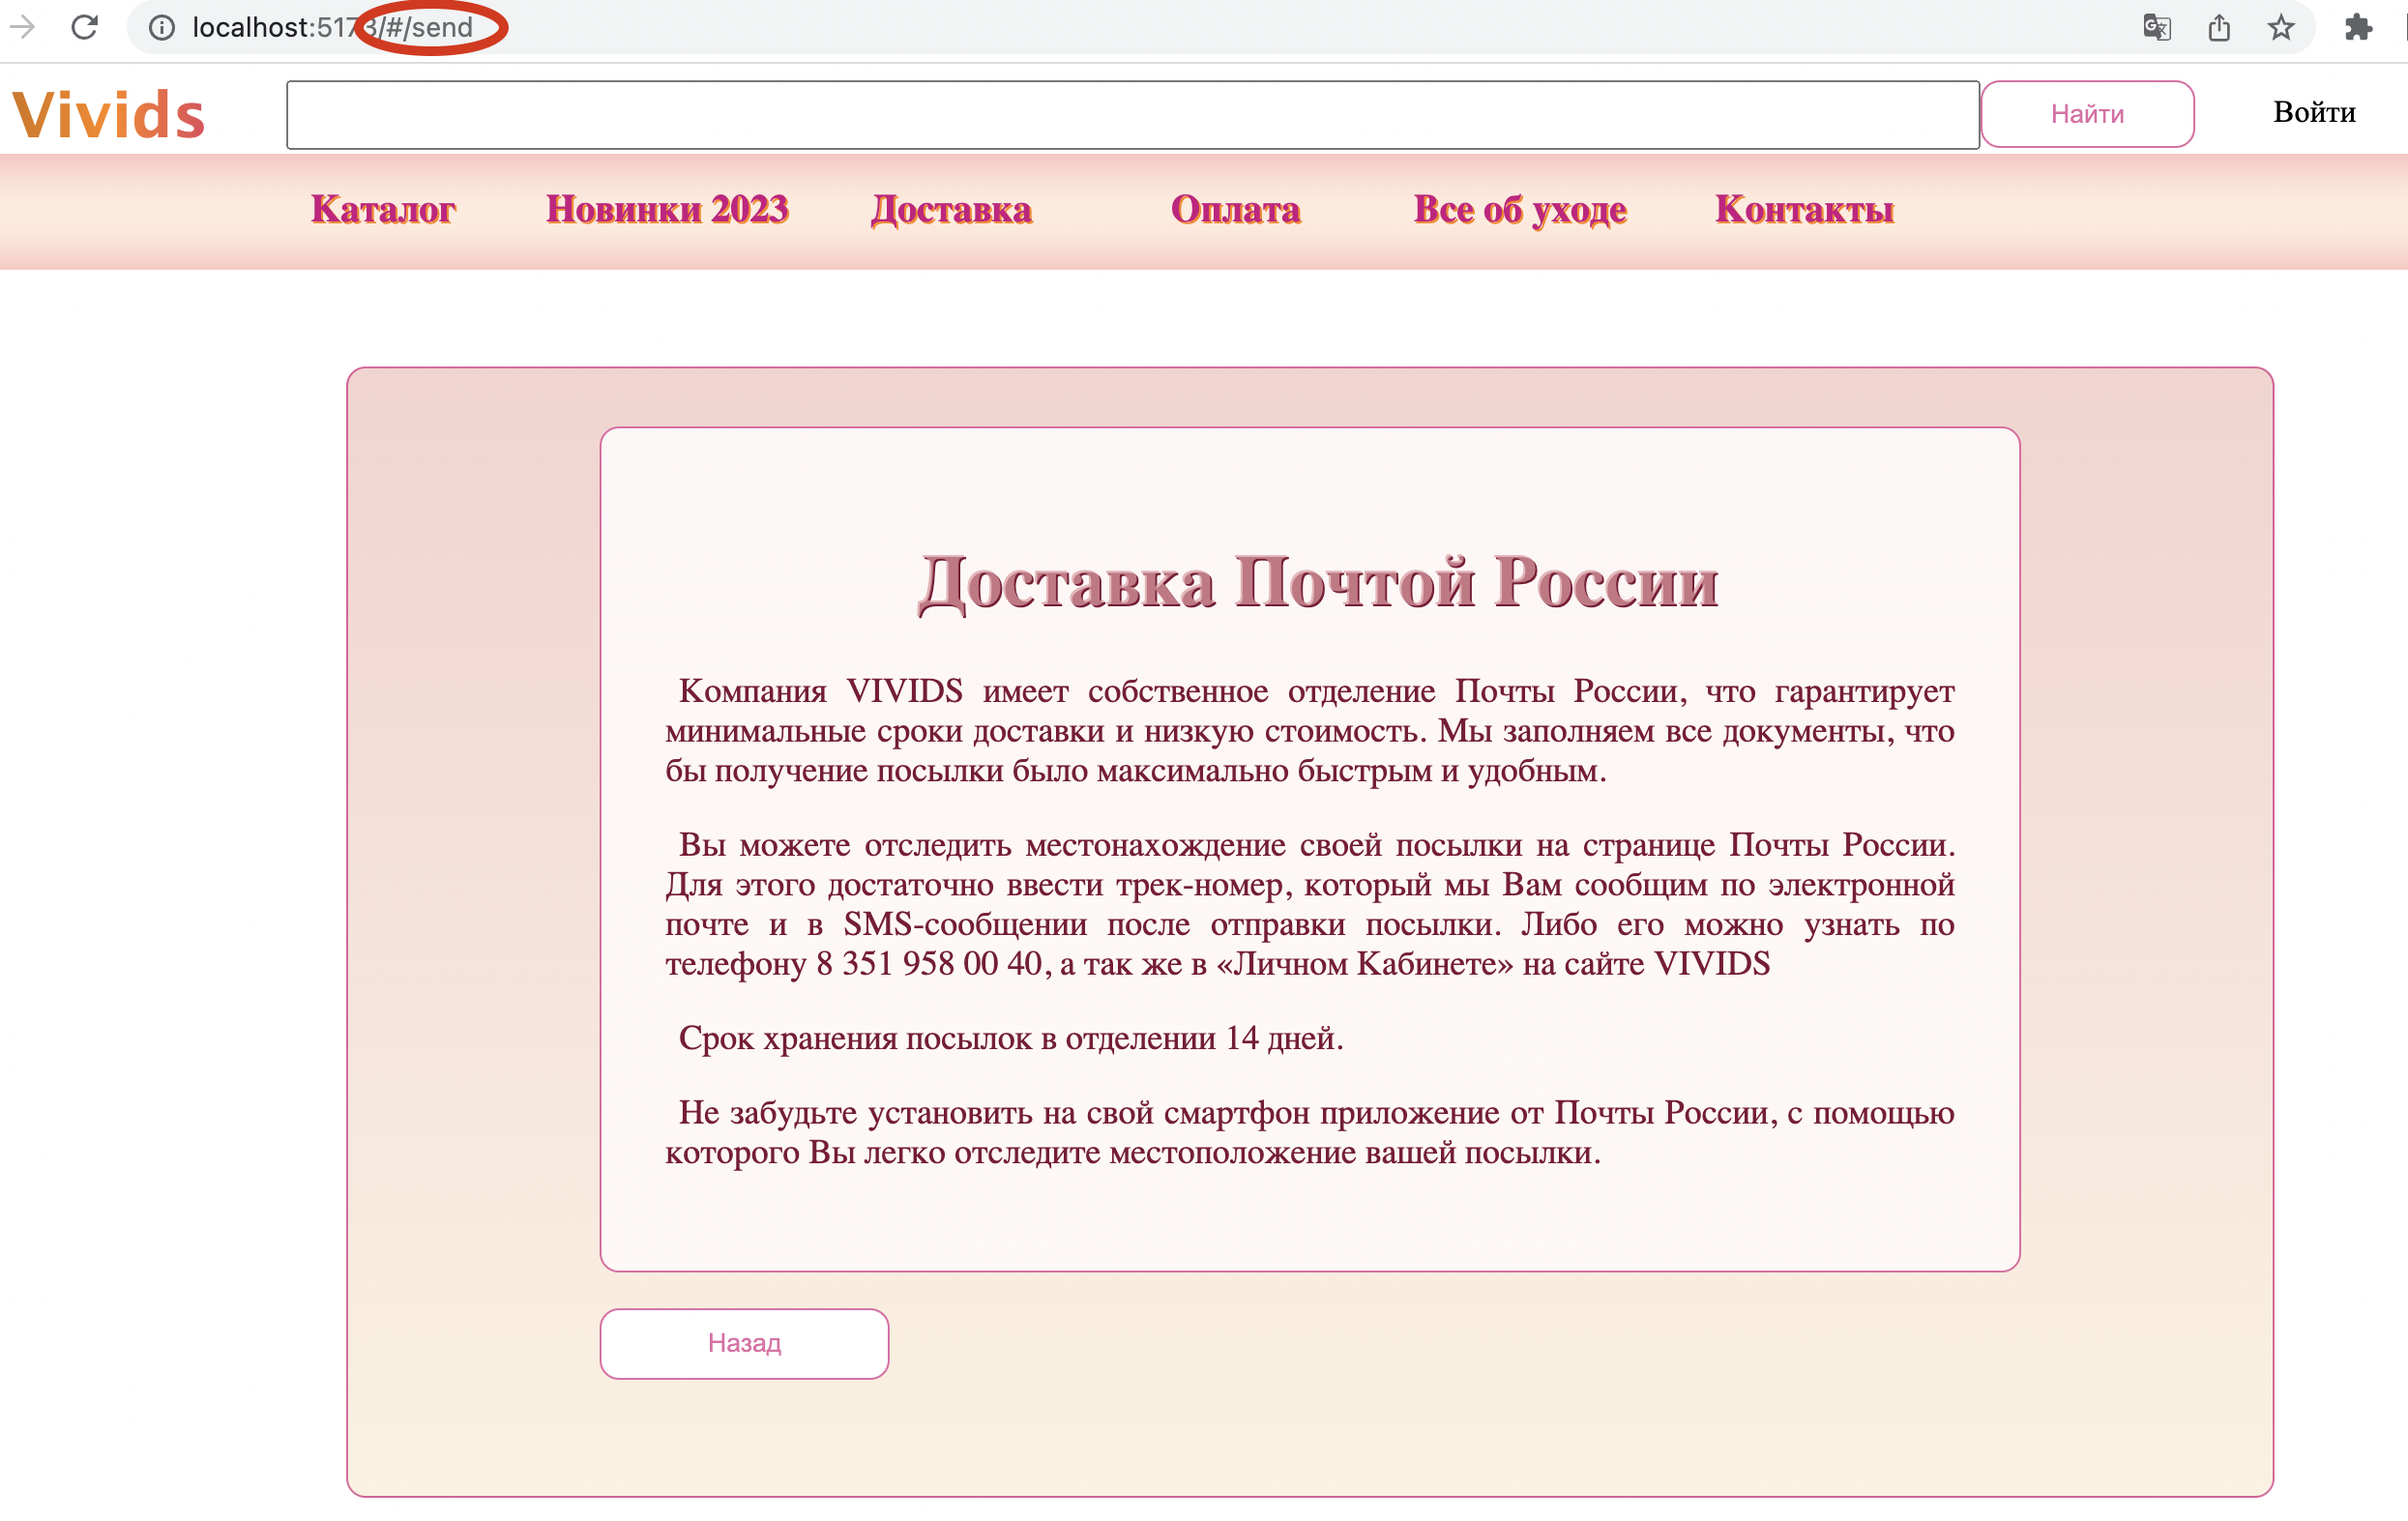 localhost:5173/#/send
Vivids
Найти
Войти
Каталог Новинки 2023 Доставка Оплата Все об уходе Контакты
Доставка Почтой России
Компания VIVIDS имеет собственное отделение Почты России, что гарантирует
минимальные сроки доставки и низкую стоимость. Мы заполняем все документы, что
бы получение посылки было максимально быстрым и удобным.
Вы можете отследить местонахождение своей посылки на странице Почты России.
Для этого достаточно ввести трек-номер, который мы Вам сообщим по электронной
почте и в SMS-сообщении после отправки посылки. Либо его можно узнать по
телефону 8 351 958 00 40, а так же в «Личном Кабинете» на сайте VIVIDS
Срок хранения посылок в отделении 14 дней.
Не забудьте установить на свой смартфон приложение от Почты России, с помощью
которого Вы легко отследите местоположение вашей посылки.
Назад